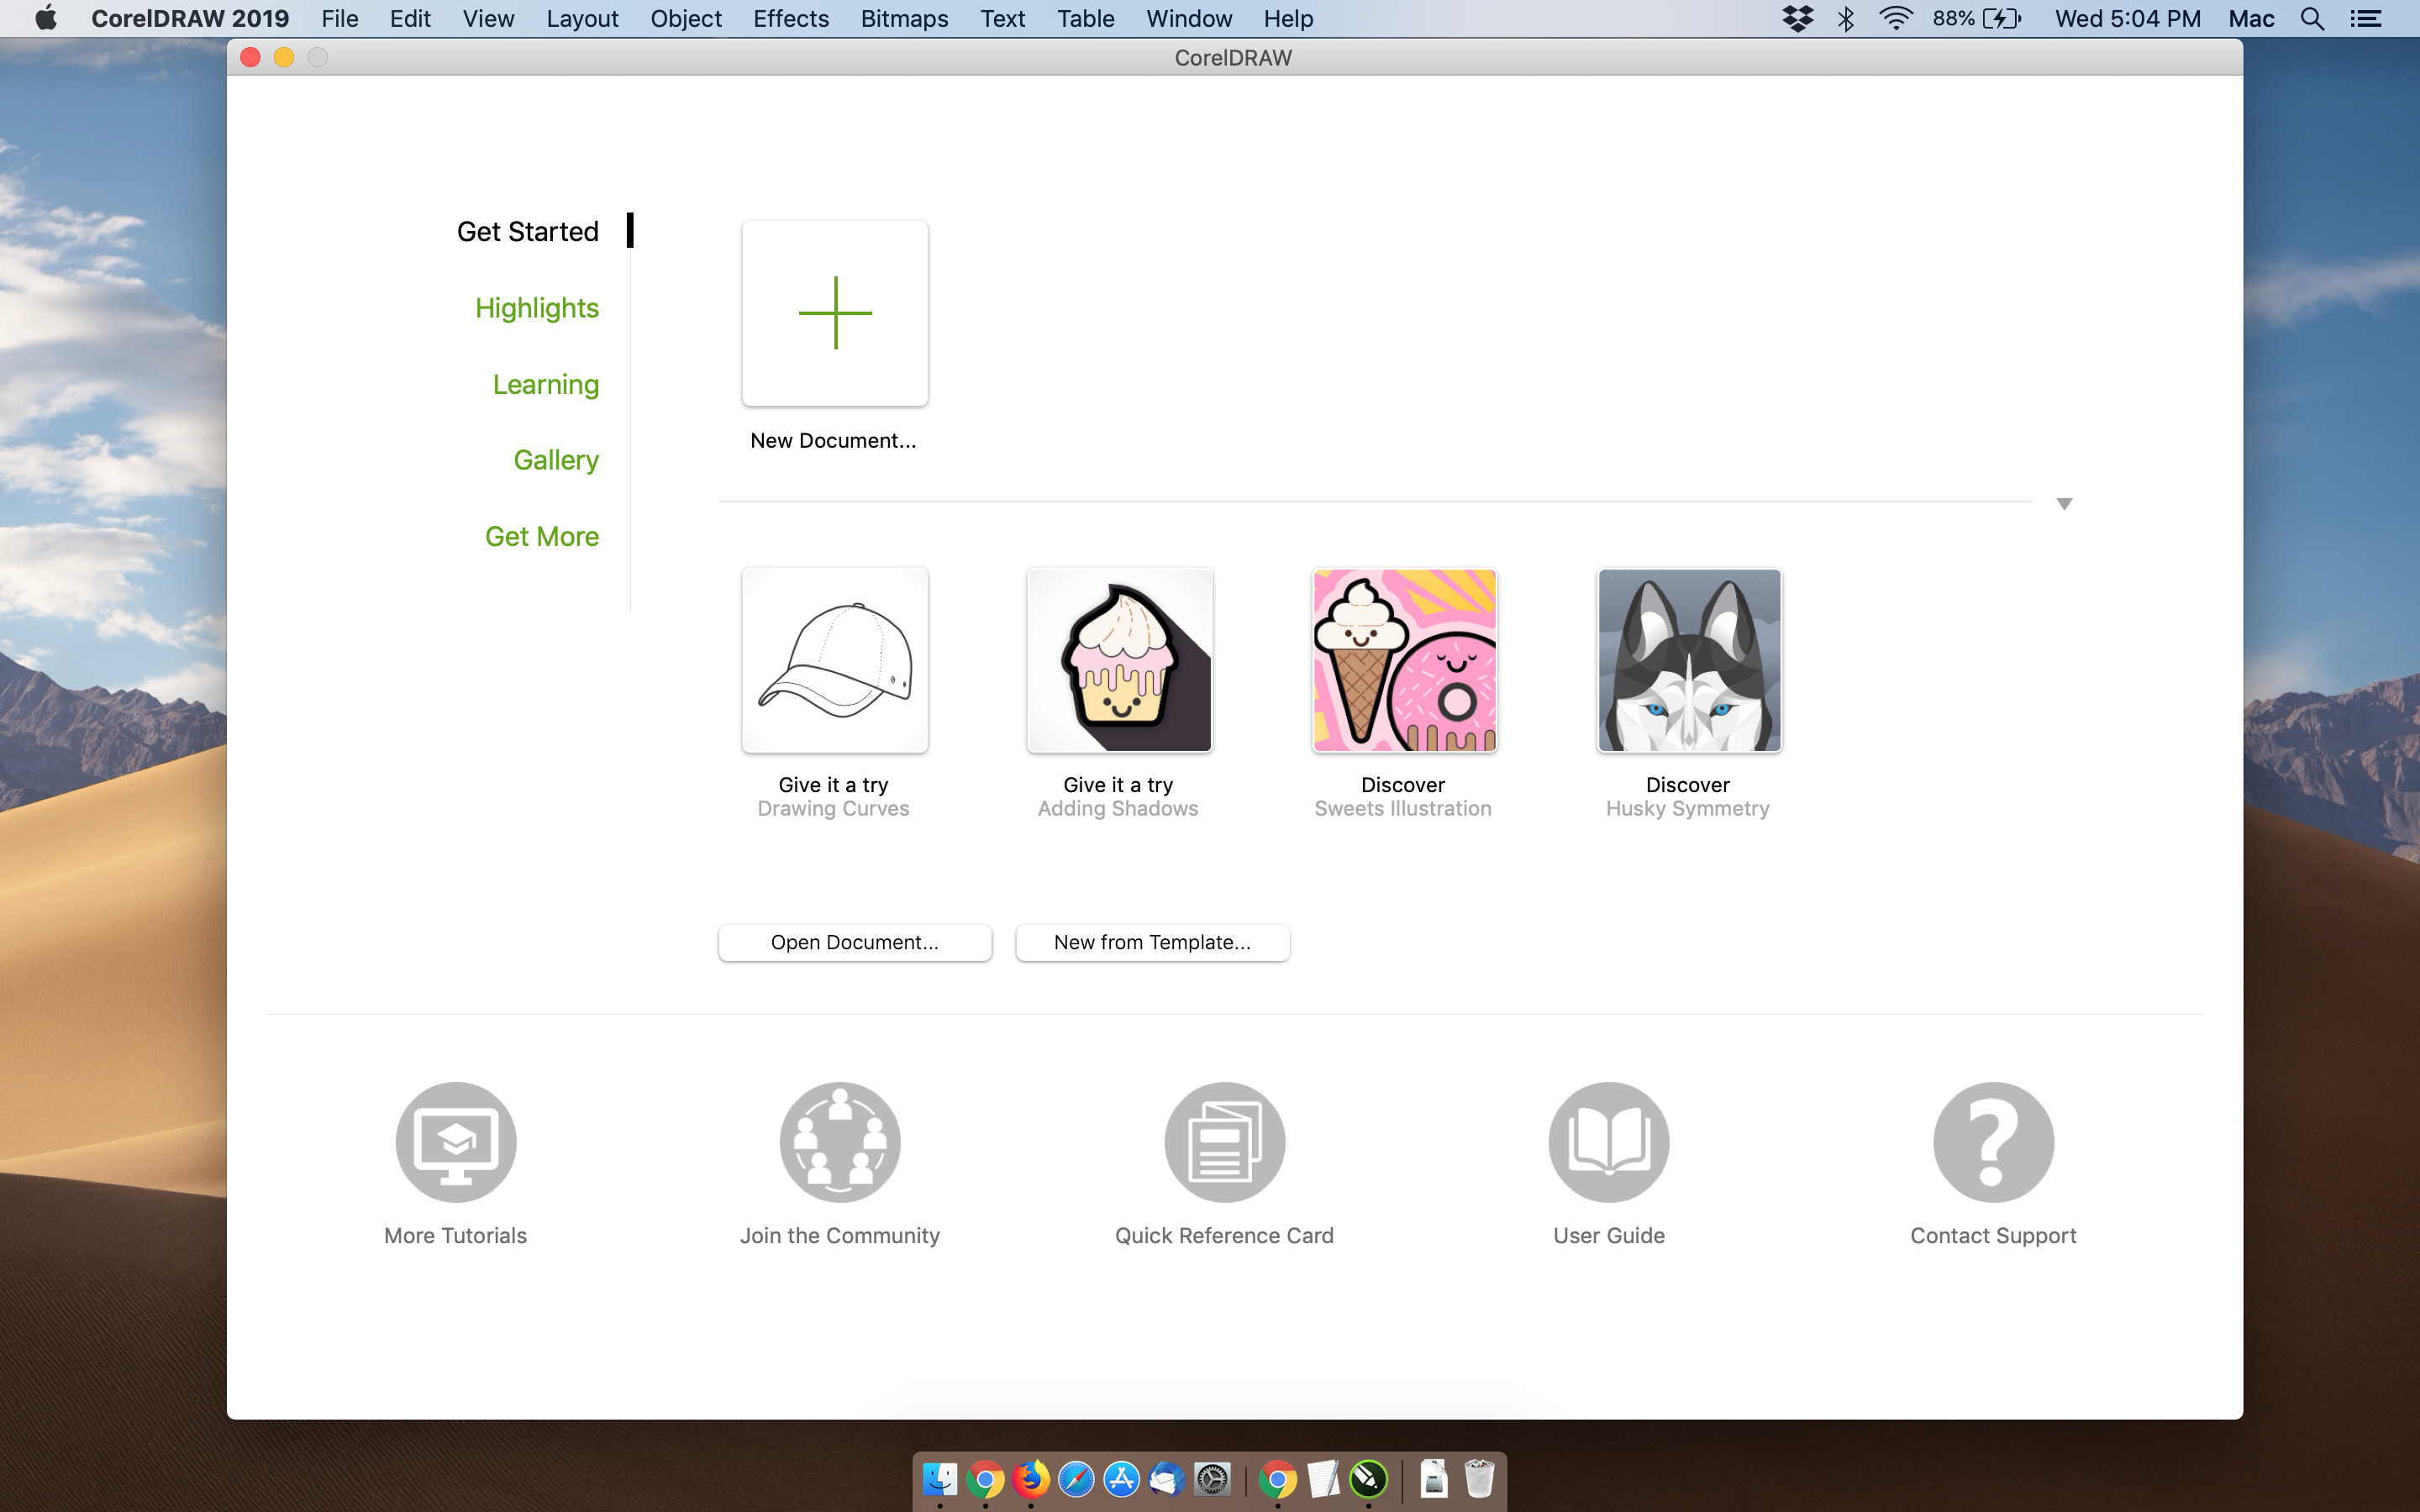 CorelDRAW 2019 File Edit View Layout Object Effects Bitmaps Text Table Window Help 88% Wed 5:04 PM Mac
CorelDRAW
Get Started
Highlights
Learning
Gallery
Get More
New Document...
Give it a try
Drawing Curves
Give it a try
Adding Shadows
Discover
Sweets Illustration
Discover
Husky Symmetry
Open Document...
New from Template...
More Tutorials
Join the Community
Quick Reference Card
User Guide
Contact Support